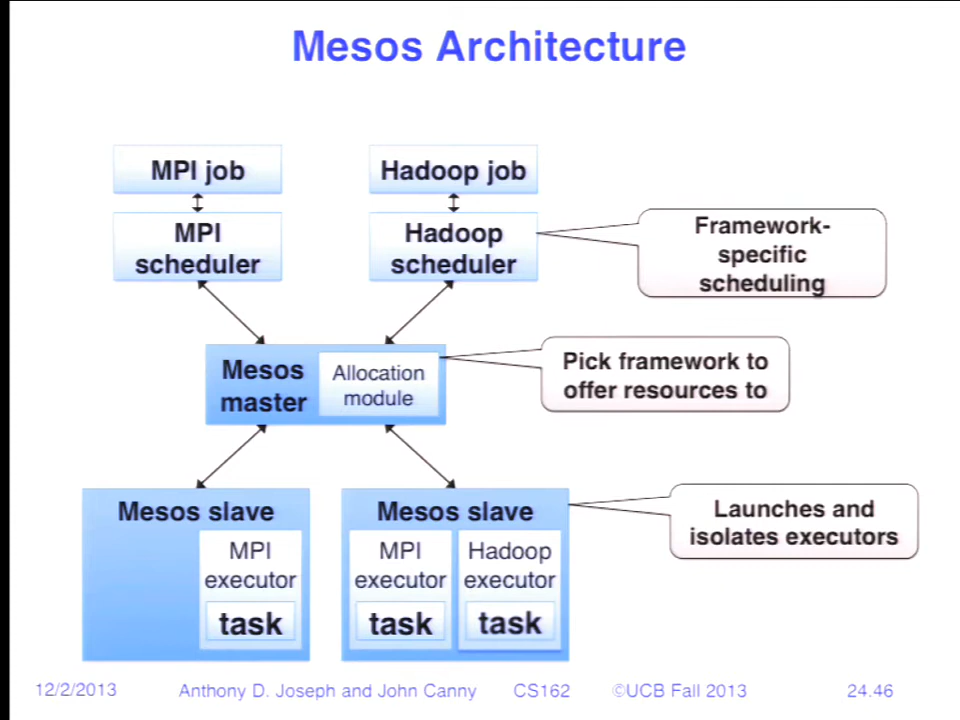 Mesos Architecture
MPI job
Hadoop job
MPI
scheduler
Hadoop
scheduler
Framework-
specific
scheduling
Mesos
master
Allocation
module
Pick framework to
offer resources to
Mesos slave
MPI
executor
task
Mesos slave
MPI
executor
task
Hadoop
executor
task
Launches and
isolates executors
12/2/2013
Anthony D. Joseph and John Canny
CS162
©UCB Fall 2013
24.46